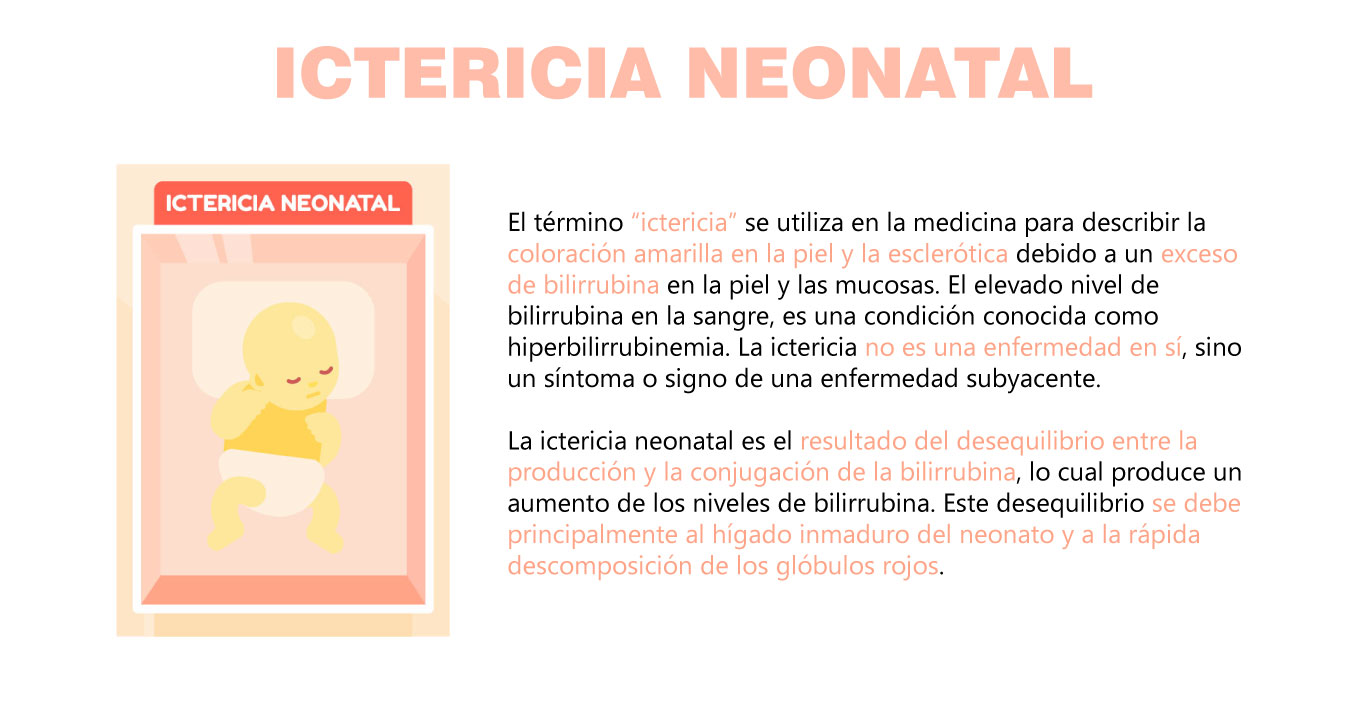 ICTERICIA NEONATAL
ICTERICIA NEONATAL
El término “ictericia“ se utiliza en la medicina para describir la
coloración amarilla en la piel y la esclerótica debido a un exceso
de bilirrubina en la piel y las mucosas. El elevado nivel de
bilirrubina en la sangre, es una condición conocida como
hiperbilirrubinemia. La ictericia no es una enfermedad en sí, sino
un síntoma o signo de una enfermedad subyacente.
La ictericia neonatal es el resultado del desequilibrio entre la
producción y la conjugación de la bilirrubina, lo cual produce un
aumento de los niveles de bilirrubina. Este desequilibrio se debe
principalmente al hígado inmaduro del neonato y a la rápida
descomposición de los glóbulos rojos.